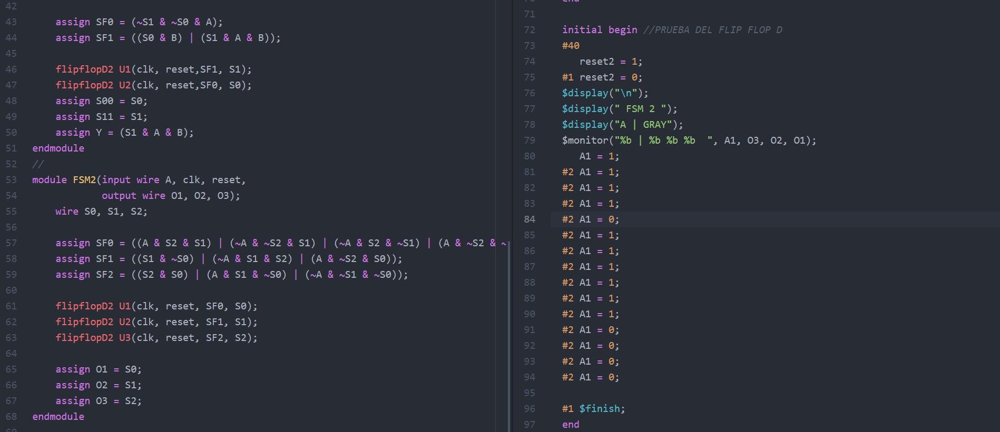 42
43 assign SF0 = (~S1 & ~S0 & A);
44 assign SF1 = ((S0 & B) | (S1 & A & B));
45
46 flipflopD2 U1(clk, reset,SF1, S1);
47 flipflopD2 U2(clk, reset,SF0, S0);
48 assign S00 = S0;
49 assign S11 = S1;
50 assign Y = (S1 & A & B);
51 endmodule
52 //
53 module FSM2(input wire A, clk, reset,
54 output wire O1, O2, O3);
55 wire S0, S1, S2;
56
57 assign SF0 = ((A & S2 & S1) | (~A & ~S2 & S1) | (~A & S2 & ~S1) | (A & ~S2 & ~
58 assign SF1 = ((S1 & ~S0) | (~A & S1 & S2) | (A & ~S2 & S0));
59 assign SF2 = ((S2 & S0) | (A & S1 & ~S0) | (~A & ~S1 & ~S0));
60
61 flipflopD2 U1(clk, reset, SF0, S0);
62 flipflopD2 U2(clk, reset, SF1, S1);
63 flipflopD2 U3(clk, reset, SF2, S2);
64
65 assign O1 = S0;
66 assign O2 = S1;
67 assign O3 = S2;
68 endmodule
end
71
72 initial begin //PRUEBA DEL FLIP FLOP D
73 #40
74 reset2 = 1;
75 #1 reset2 = 0;
76 $display("\n");
77 $display(" FSM 2 ");
78 $display("A | GRAY");
79 $monitor("%b | %b %b %b  ", A1, O3, O2, O1);
80 A1 = 1;
81 #2 A1 = 1;
82 #2 A1 = 1;
83 #2 A1 = 1;
84 #2 A1 = 0;
85 #2 A1 = 1;
86 #2 A1 = 1;
87 #2 A1 = 1;
88 #2 A1 = 1;
89 #2 A1 = 1;
90 #2 A1 = 1;
91 #2 A1 = 0;
92 #2 A1 = 0;
93 #2 A1 = 0;
94 #2 A1 = 0;
95
96 #1 $finish;
97 end